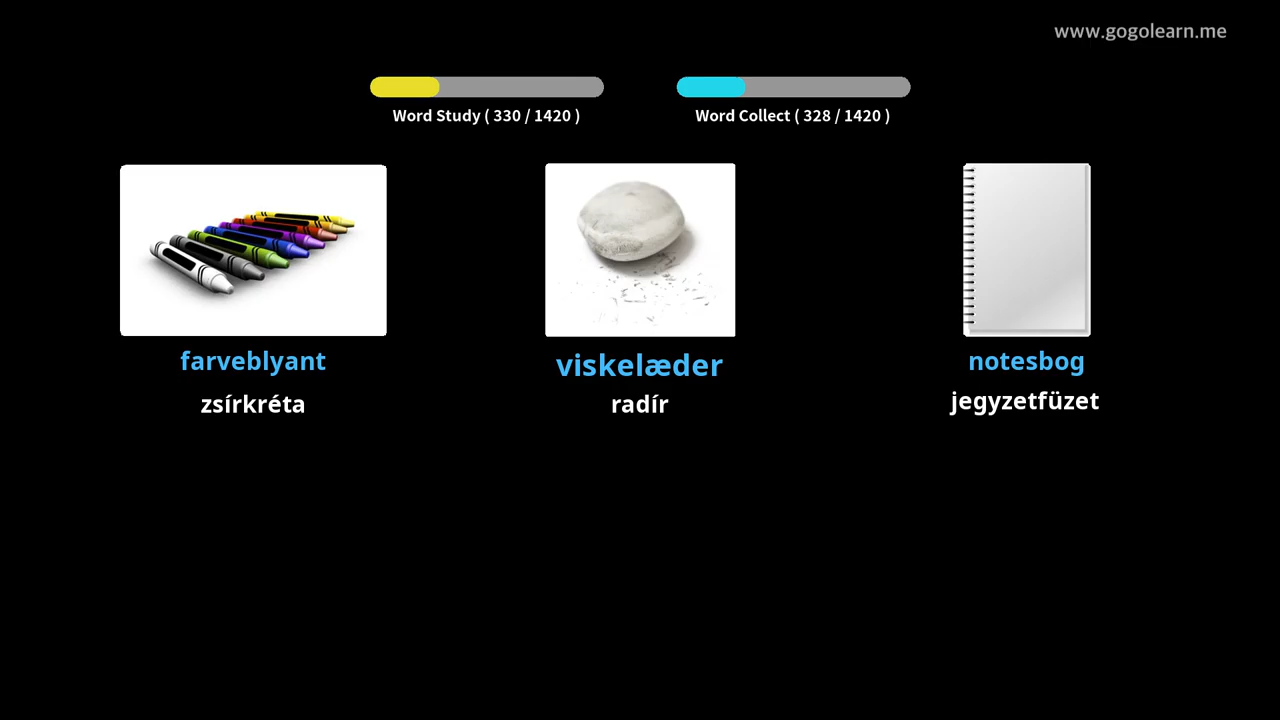 www.gogolearn.me
Word Study ( 330 / 1420 )
Word Collect ( 328 / 1420 )
farveblyant
zsírkréta
viskelæder
radír
notesbog
jegyzetfüzet